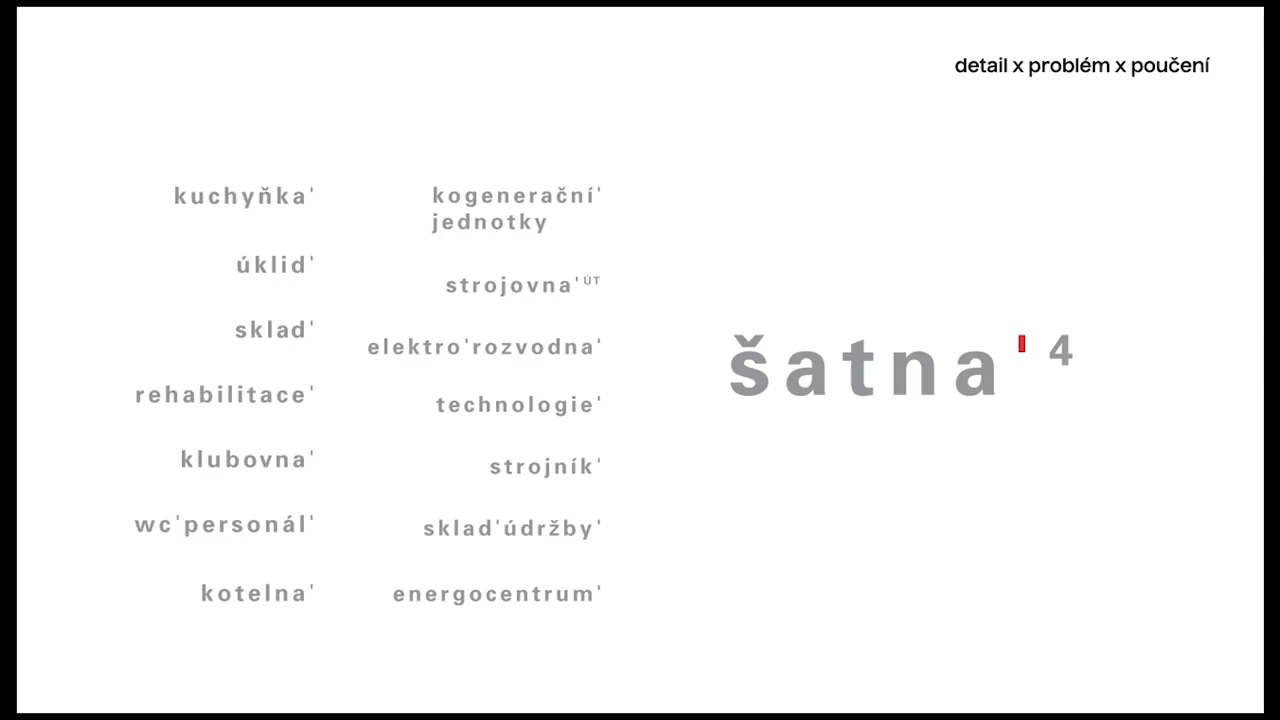 detail x problém x poučení
kuchyňka'
úklid'
sklad'
rehabilitace'
klubovna'
wc'personál'
kotelna'
kogenerační'
jednotky
strojovna' ÚT
elektro'rozvodna'
technologie'
strojník'
sklad'údržby'
energocentrum'
šatna' 4